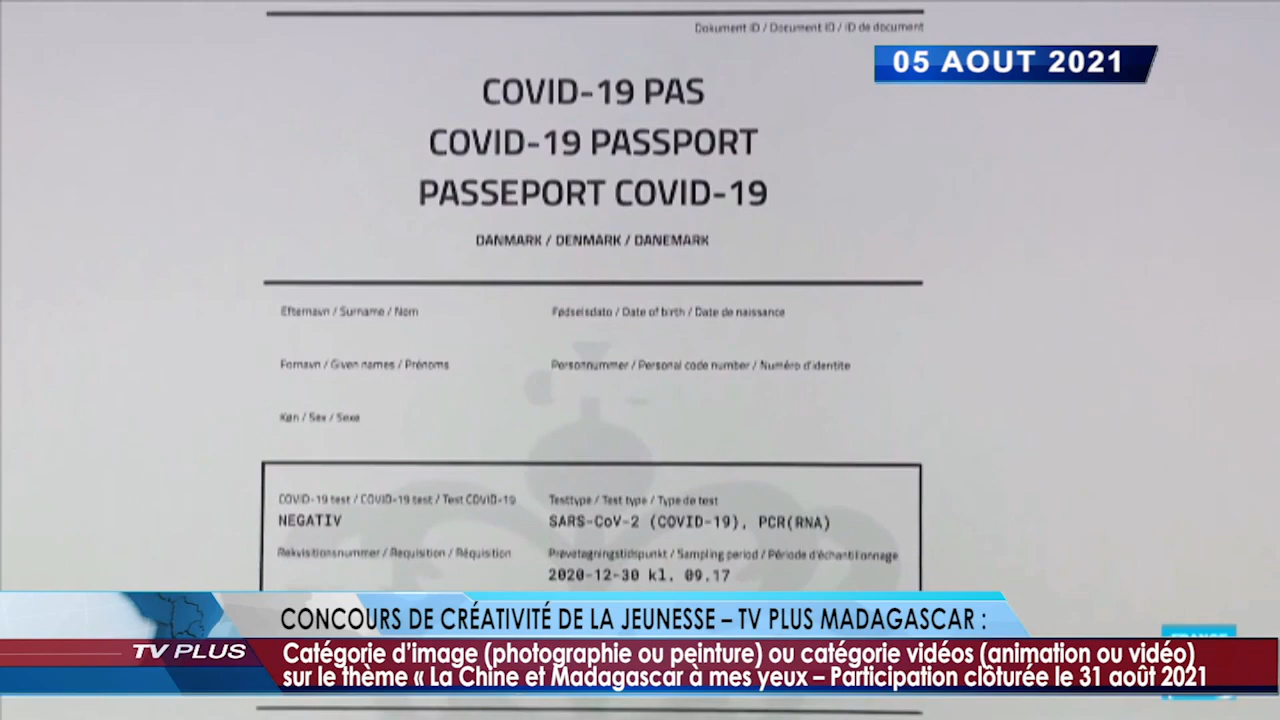 Dokument ID / Document ID / ID de document
05 AOUT 2021
COVID-19 PAS
COVID-19 PASSPORT
PASSEPORT COVID-19
DANMARK / DENMARK / DANEMARK
Efternavn / Surname / Nom
Fødselsdato / Date of birth / Date de naissance
Fornavn / Given names / Prénoms
Personnummer / Personal code number / Numéro d'identite
Køn / Sex / Sexe
COVID-19 test / COVID-19 test / Test COVID-19
Testtype / Test type / Type de test
NEGATIV
SARS-CoV-2 (COVID-19), PCR(RNA)
Rekvisitionsnummer / Requisition / Réquisition
Prøvetagningstidspunkt / Sampling period / Période d'échantillonnage
2020-12-30 kl. 09.17
CONCOURS DE CRÉATIVITÉ DE LA JEUNESSE – TV PLUS MADAGASCAR :
TV PLUS
Catégorie d'image (photographie ou peinture) ou catégorie vidéos (animation ou vidéo)
sur le thème « La Chine et Madagascar à mes yeux – Participation clôturée le 31 août 2021
FRANCE